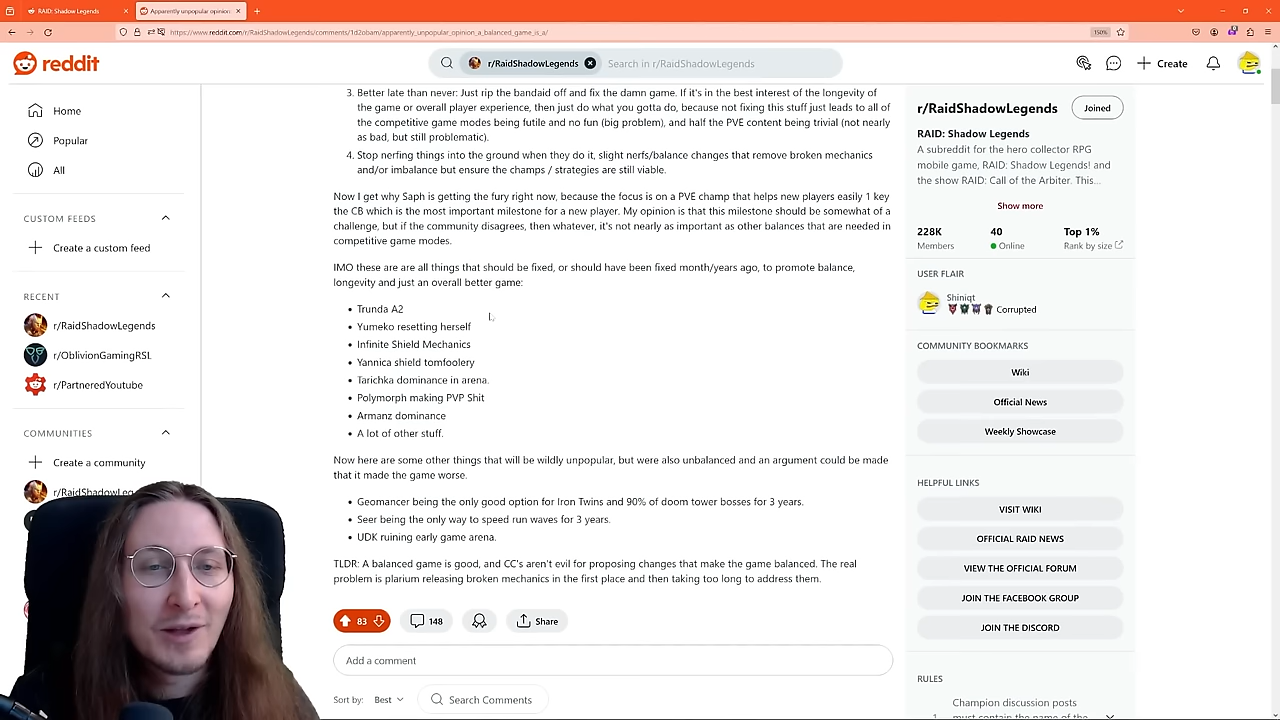 RAID: Shadow Legends
Apparently unpopular opinion:
https://www.reddit.com/r/RaidShadowLegends/comments/1d2obam/apparently_unpopular_opinion_a_balanced_game_is_a/
150%
reddit
r/RaidShadowLegends
Search in r/RaidShadowLegends
Create
Home
Popular
All
CUSTOM FEEDS
Create a custom feed
RECENT
r/RaidShadowLegends
r/OblivionGamingRSL
r/PartneredYoutube
COMMUNITIES
Create a community
r/RaidShadowLeg
3. Better late than never: Just rip the bandaid off and fix the damn game. If it's in the best interest of the longevity
of the game or overall player experience, then just do what you gotta do, because not fixing this stuff just leads to all of
the competitive game modes being futile and no fun (big problem), and half the PVE content being trivial (not nearly
as bad, but still problematic).
4. Stop nerfing things into the ground when they do it, slight nerfs/balance changes that remove broken mechanics
and/or imbalance but ensure the champs / strategies are still viable.
Now I get why Saph is getting the fury right now, because the focus is on a PVE champ that helps new players easily 1 key
the CB which is the most important milestone for a new player. My opinion is that this milestone should be somewhat of a
challenge, but if the community disagrees, then whatever, it's not nearly as important as other balances that are needed in
competitive game modes.
IMO these are are all things that should be fixed, or should have been fixed month/years ago, to promote balance,
longevity and just an overall better game:
• Trunda A2
• Yumeko resetting herself
• Infinite Shield Mechanics
• Yannica shield tomfoolery
• Tarichka dominance in arena.
• Polymorph making PVP Shit
• Armanz dominance
• A lot of other stuff.
Now here are some other things that will be wildly unpopular, but were also unbalanced and an argument could be made
that it made the game worse.
• Geomancer being the only good option for Iron Twins and 90% of doom tower bosses for 3 years.
• Seer being the only way to speed run waves for 3 years.
• UDK ruining early game arena.
TLDR: A balanced game is good, and CC's aren't evil for proposing changes that make the game balanced. The real
problem is plarium releasing broken mechanics in the first place and then taking too long to address them.
83
148
Share
Add a comment
Sort by: Best
Search Comments
r/RaidShadowLegends
Joined
RAID: Shadow Legends
A subreddit for the hero collector RPG
mobile game, RAID: Shadow Legends! and
the show RAID: Call of the Arbiter. This...
Show more
228K
Members
40
Online
Top 1%
Rank by size
USER FLAIR
Shiniqt
Corrupted
COMMUNITY BOOKMARKS
Wiki
Official News
Weekly Showcase
HELPFUL LINKS
VISIT WIKI
OFFICIAL RAID NEWS
VIEW THE OFFICIAL FORUM
JOIN THE FACEBOOK GROUP
JOIN THE DISCORD
RULES
1 Champion discussion posts
must contain the name of the